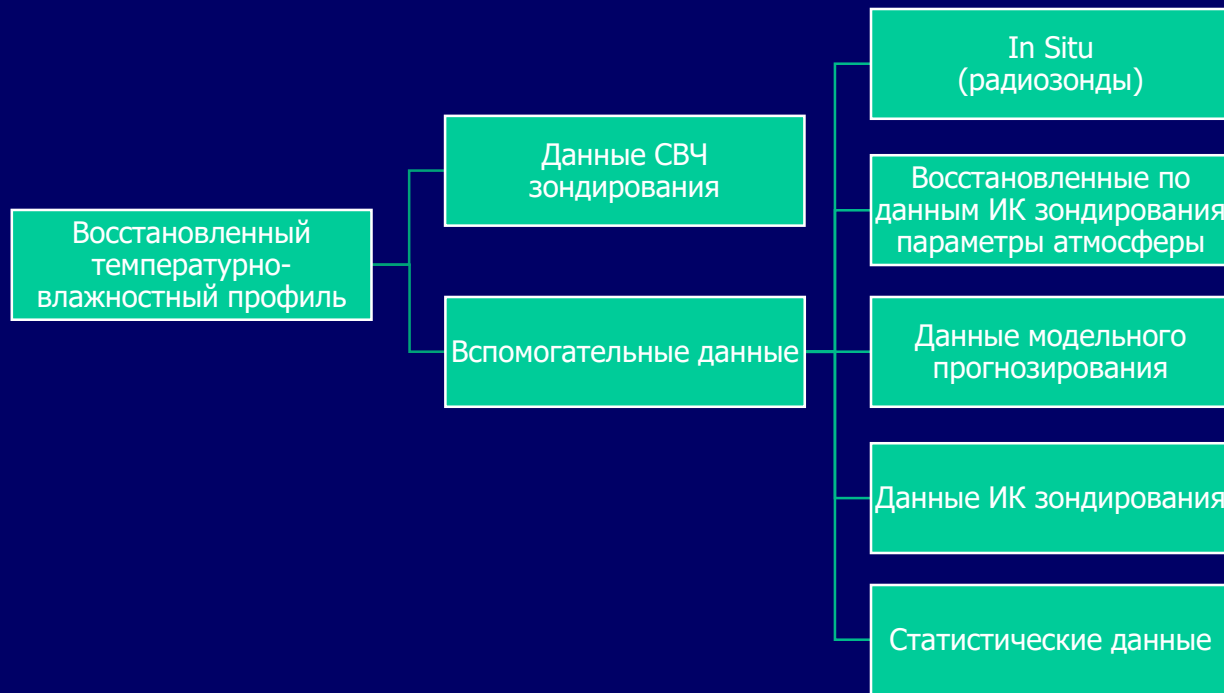 Восстановленный
температурно-
влажностный профиль
Данные СВЧ
зондирования
Вспомогательные данные
In Situ
(радиозонды)
Восстановленные по
данным ИК зондирования
параметры атмосферы
Данные модельного
прогнозирования
Данные ИК зондирования
Статистические данные